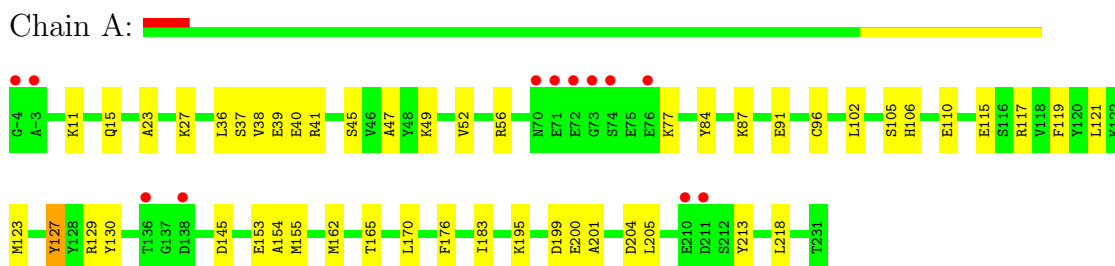 Chain A:
G-4 A-3 K11 Q15 A23 K27 L36 S37 V38 E39 E40 R41 S45 V46 A47 Y48 K49 V52 R56 N70 E71 E72 G73 S74 E75 E76 K77 Y84 K87 E91 C96 L102 S105 H106 E110 E115 S116 R117 V118 F119 Y120 L121 K122
M123 Y127 Y128 R129 Y130 T136 G137 D138 D145 E153 A154 M155 M162 T165 L170 F176 I183 K195 D199 E200 A201 D204 L205 E210 D211 S212 Y213 L218 T231